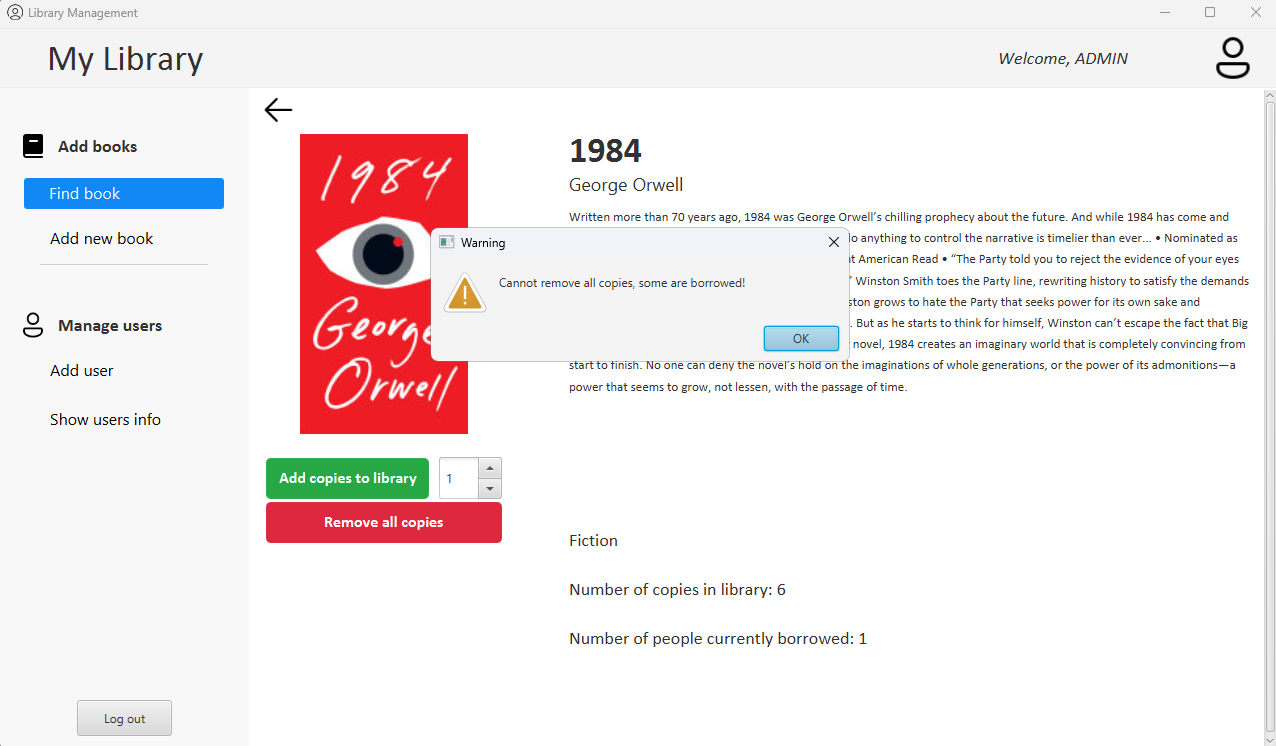 Library Management
My Library
Welcome, ADMIN
Add books
Find book
Add new book
Manage users
Add user
Show users info
Log out
1984
George
Orwell
Add copies to library
1
Remove all copies
1984
George Orwell
Written more than 70 years ago, 1984 was George Orwell's chilling prophecy about the future. And while 1984 has come and
o anything to control the narrative is timelier than ever... • Nominated as
t American Read • “The Party told you to reject the evidence of your eyes
” Winston Smith toes the Party line, rewriting history to satisfy the demands
ston grows to hate the Party that seeks power for its own sake and
. But as he starts to think for himself, Winston can't escape the fact that Big
novel, 1984 creates an imaginary world that is completely convincing from
start to finish. No one can deny the novel's hold on the imaginations of whole generations, or the power of its admonitions—a
power that seems to grow, not lessen, with the passage of time.
Warning
Cannot remove all copies, some are borrowed!
OK
Fiction
Number of copies in library: 6
Number of people currently borrowed: 1